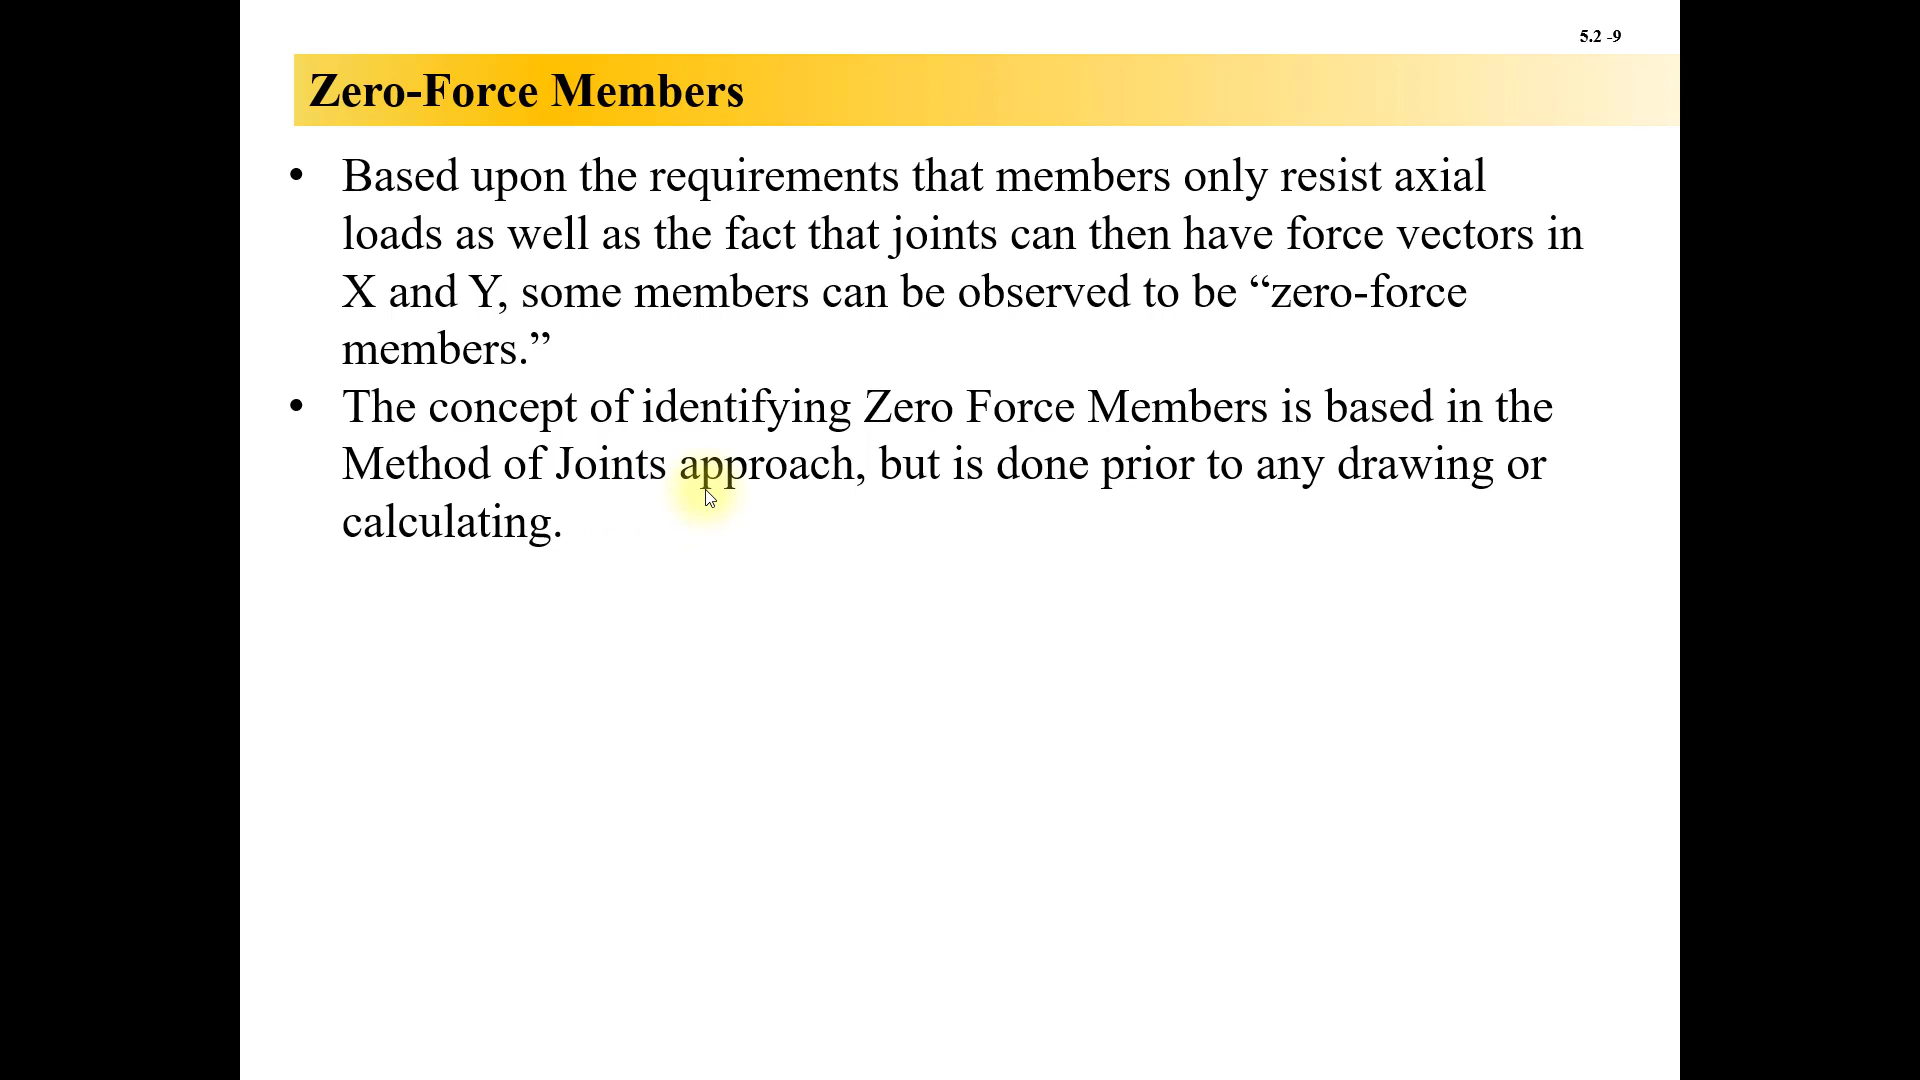 5.2 -9
Zero-Force Members
• Based upon the requirements that members only resist axial
loads as well as the fact that joints can then have force vectors in
X and Y, some members can be observed to be “zero-force
members.”
• The concept of identifying Zero Force Members is based in the
Method of Joints approach, but is done prior to any drawing or
calculating.